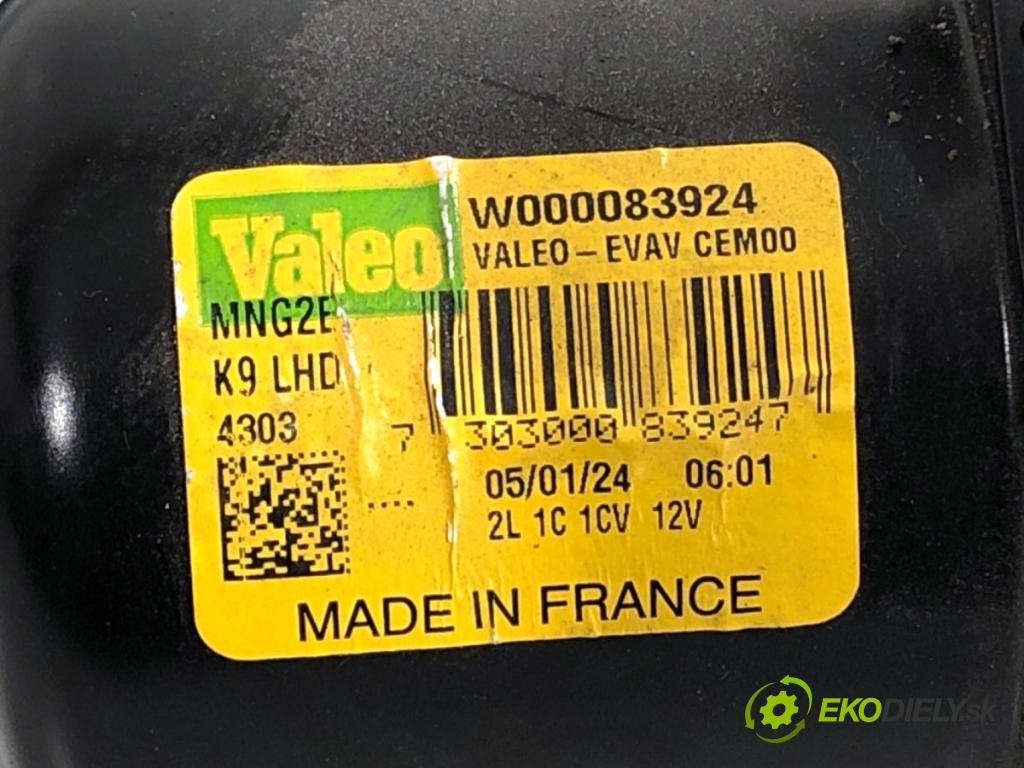 Valeo
W000083924
VALEO-EVAV CEM00
MNG2E
K9 LHD
4303
7 303000 839247
05/01/24 06:01
2L 1C 1CV 12V
MADE IN FRANCE
EKODIELY.sk